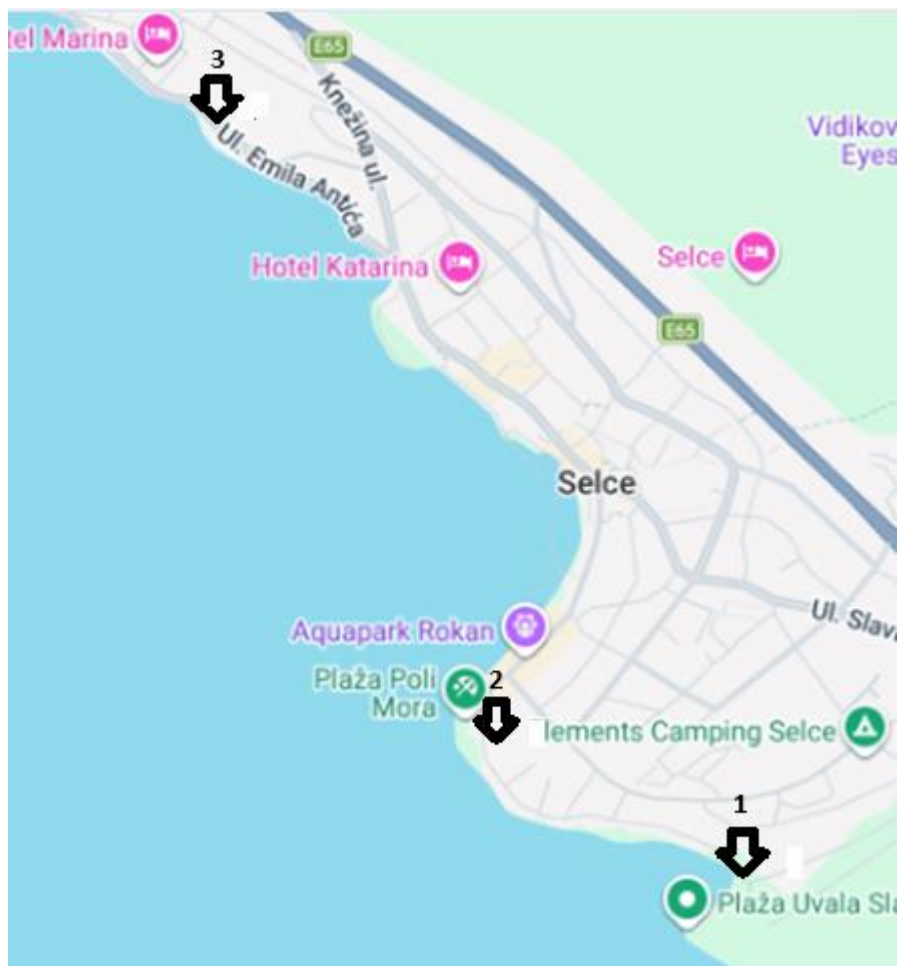 tel Marina
3
E65
Knežina ul.
Vidikov
Eyes
Ul. Emila Antića
Hotel Katarina
Selce
E65
Selce
Ul. Slava
Aquapark Rokan
Plaža Poli
Mora
2
lements Camping Selce
1
Plaža Uvala Sla